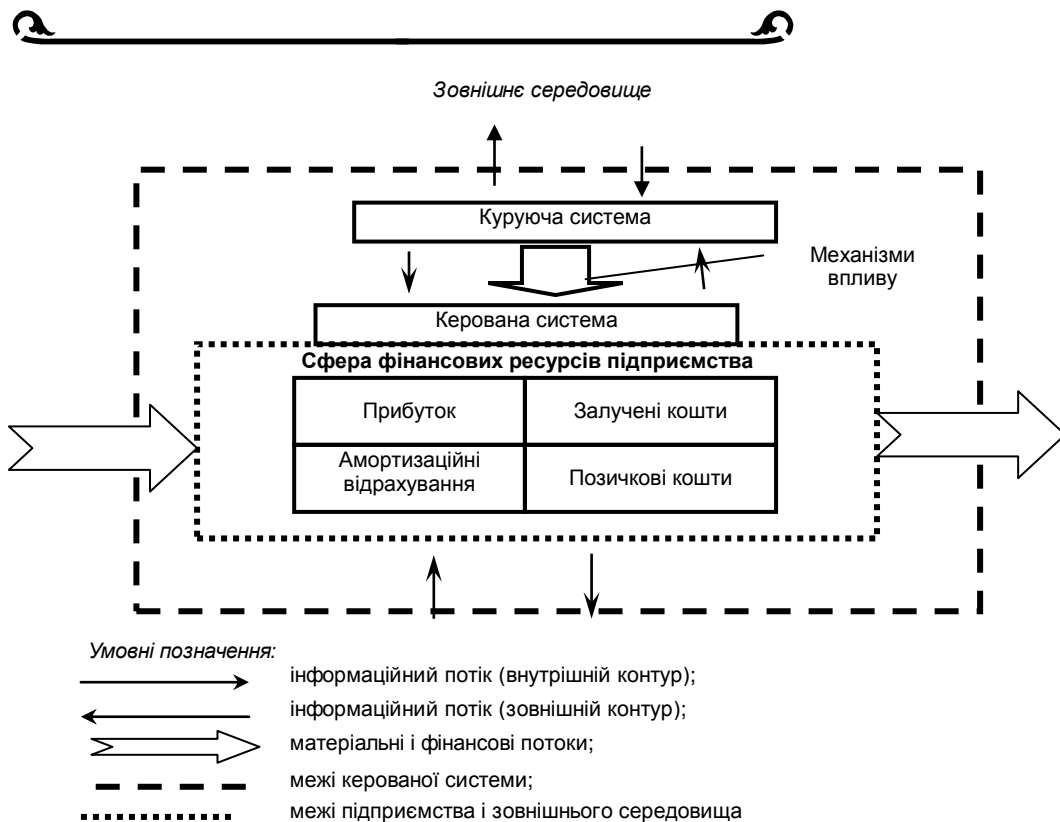 Зовнішнє середовище
Куруюча система
Механізми
впливу
Керована система
Сфера фінансових ресурсів підприємства
Прибуток
Залучені кошти
Амортизаційні
відрахування
Позичкові кошти
Умовні позначення:
інформаційний потік (внутрішній контур);
інформаційний потік (зовнішній контур);
матеріальні і фінансові потоки;
межі керованої системи;
межі підприємства і зовнішнього середовища